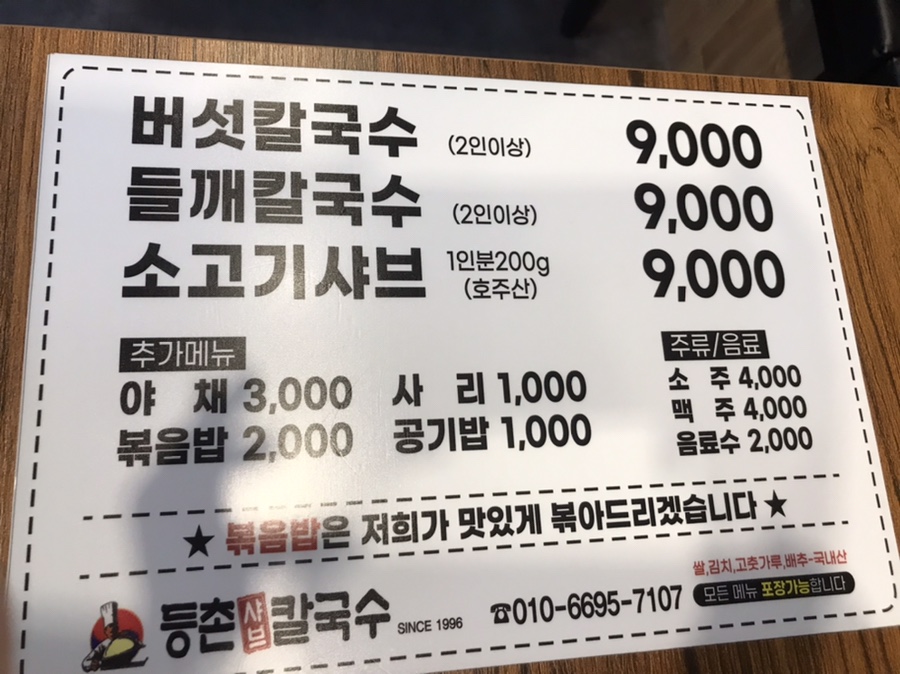 버섯칼국수 (2인이상) 9,000
들깨칼국수 (2인이상) 9,000
소고기샤브 1인분200g (호주산) 9,000
추가메뉴
야 채 3,000 사 리 1,000
볶음밥 2,000 공기밥 1,000
주류/음료
소 주 4,000
맥 주 4,000
음료수 2,000
★ 볶음밥은 저희가 맛있게 볶아드리겠습니다 ★
등촌샤브칼국수 SINCE 1996
☎010-6695-7107
쌀,김치,고춧가루,배추-국내산
모든 메뉴 포장가능합니다